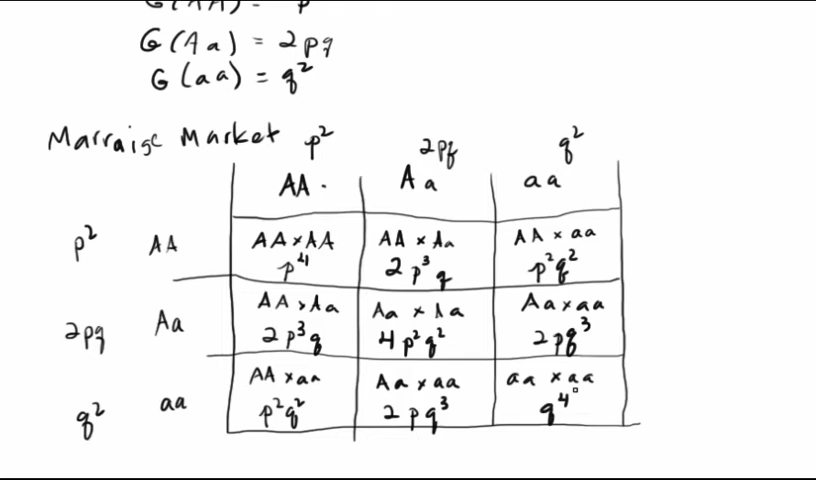 G(AA) = p
G(Aa) = 2pq
G(aa) = q²
Marraige Market p² 2pq q²
AA. Aa aa
p² AA AA×AA AA×Aa AA×aa
p⁴ 2p³q p²q²
2pq Aa AA×Aa Aa×Aa Aa×aa
2p³q 4p²q² 2pq³
q² aa AA×aa Aa×aa aa×aa
p²q² 2pq³ q⁴